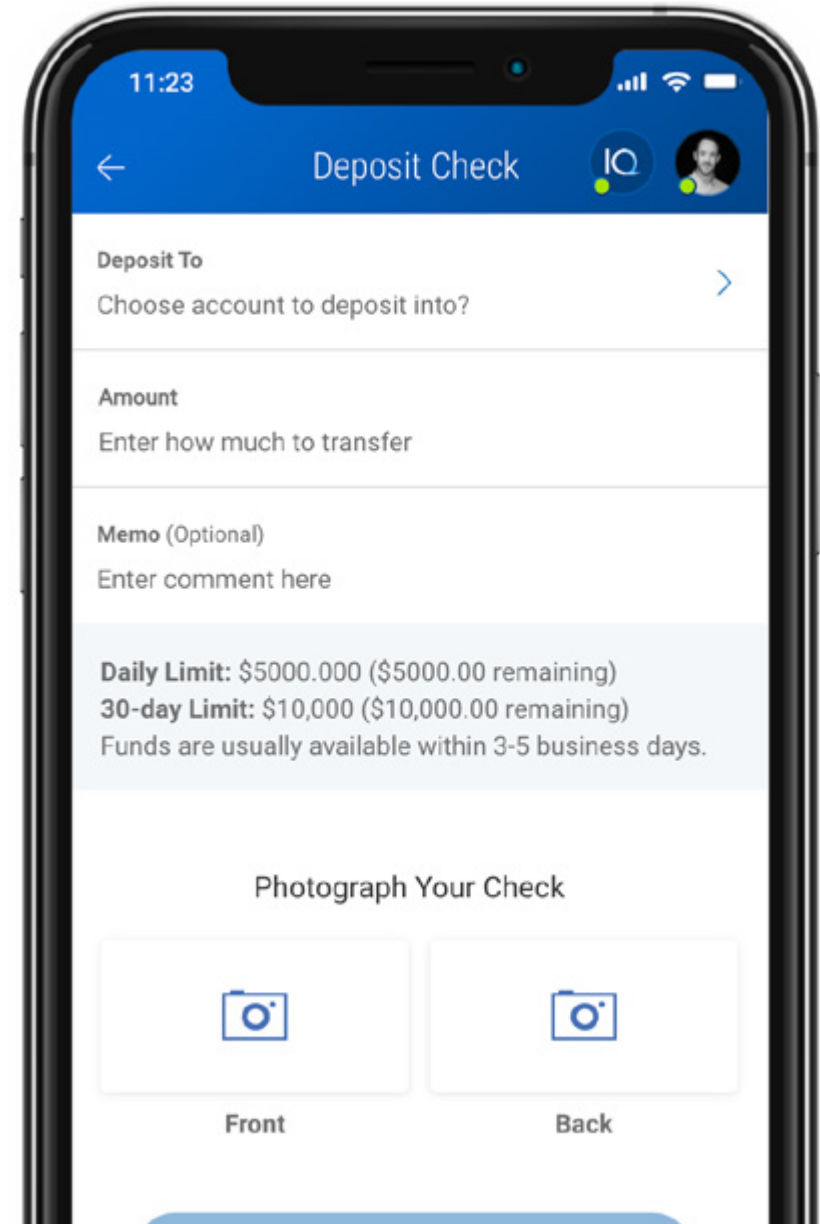 11:23
Deposit Check
IQ
Deposit To
Choose account to deposit into?
Amount
Enter how much to transfer
Memo (Optional)
Enter comment here
Daily Limit: $5000.000 ($5000.00 remaining)
30-day Limit: $10,000 ($10,000.00 remaining)
Funds are usually available within 3-5 business days.
Photograph Your Check
Front
Back